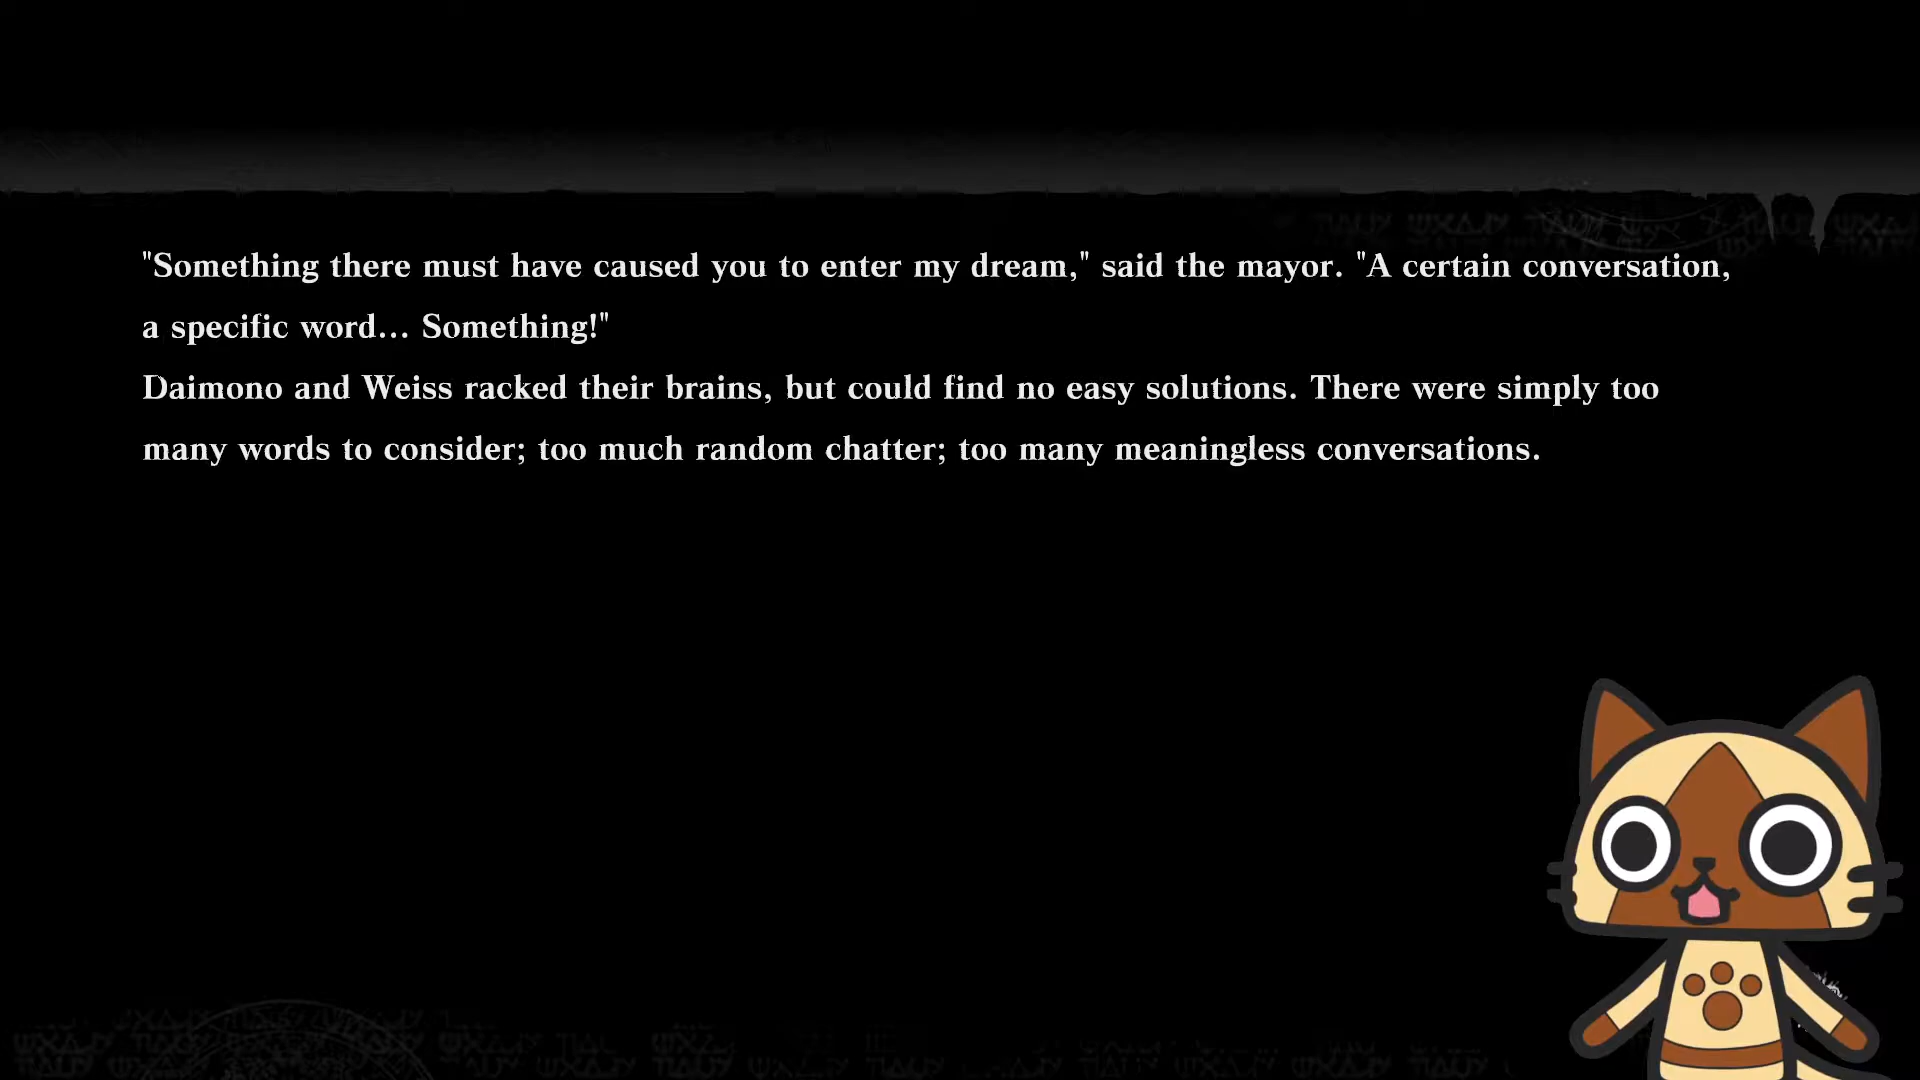 "Something there must have caused you to enter my dream," said the mayor. "A certain conversation,
a specific word... Something!"
Daimono and Weiss racked their brains, but could find no easy solutions. There were simply too
many words to consider; too much random chatter; too many meaningless conversations.